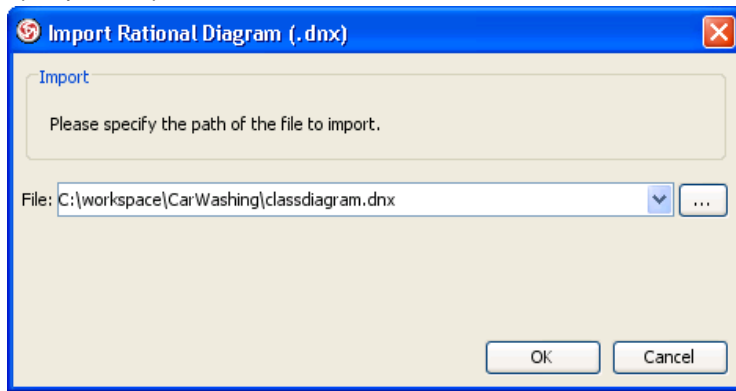 Import Rational Diagram (.dnx)
Import
Please specify the path of the file to import.
File: C:\workspace\CarWashing\classdiagram.dnx ...
OK Cancel